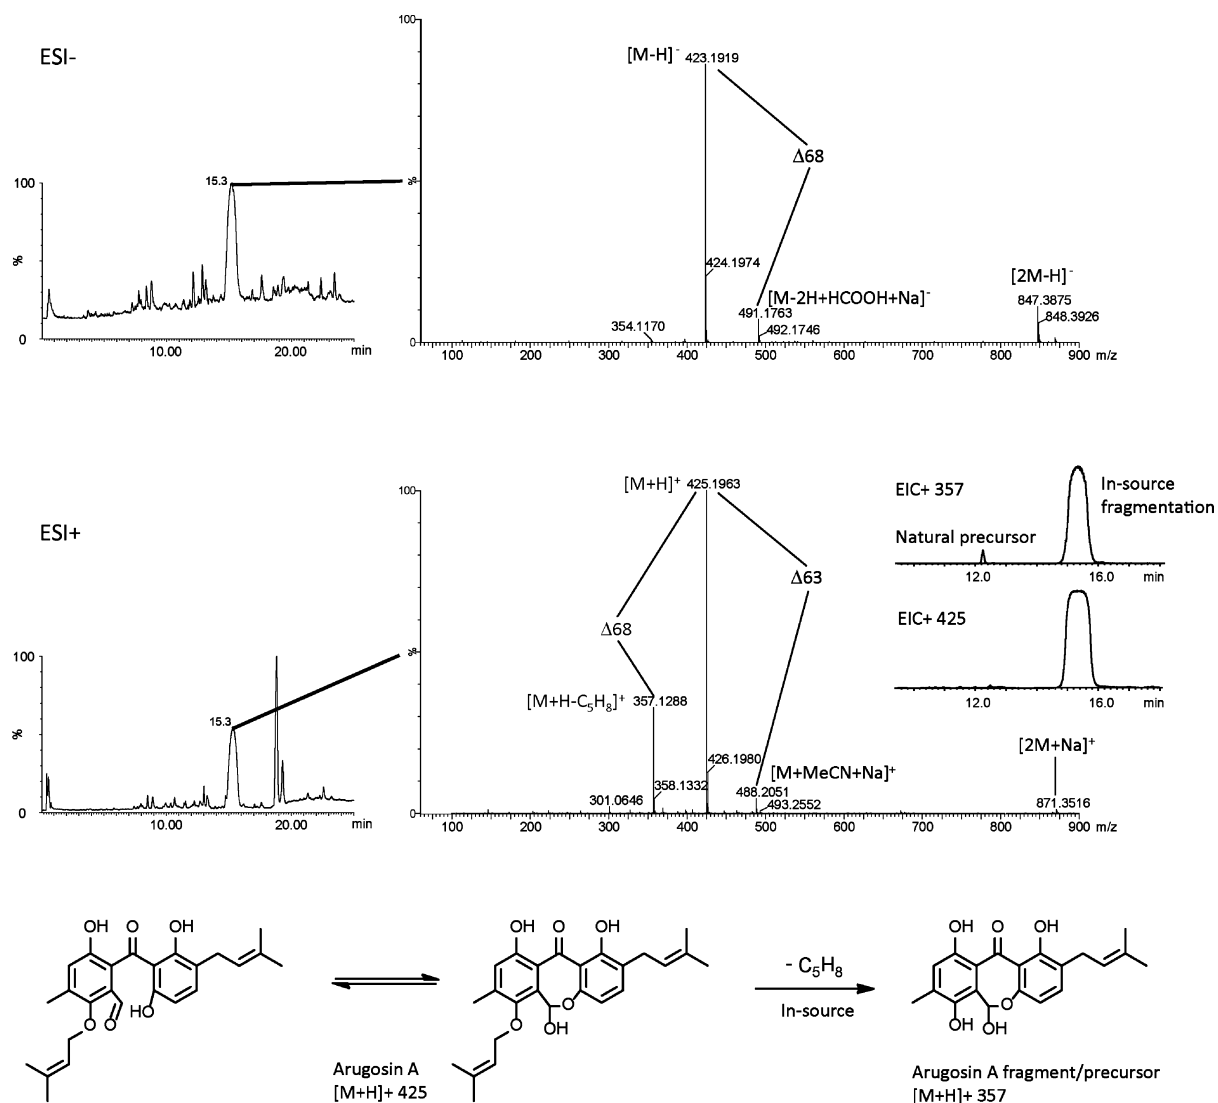 ESI-
100
%
0
15.3
10.00
20.00
min
100
%
0
[M-H]-
423.1919
Δ68
424.1974
[M-2H+HCOOH+Na]-
491.1763
492.1746
354.1170
[2M-H]-
847.3875
848.3926
100 200 300 400 500 600 700 800 900 m/z
ESI+
100
%
0
15.3
10.00
20.00
min
100
%
0
[M+H]+
425.1963
Δ63
Δ68
[M+H-C5H8]+
357.1288
358.1332
301.0646
426.1980
[M+MeCN+Na]+
488.2051
493.2552
[2M+Na]+
871.3516
100 200 300 400 500 600 700 800 900 m/z
EIC+ 357
In-source
fragmentation
Natural precursor
12.0 16.0 min
EIC+ 425
12.0 16.0 min
OH O OH
HO
O
O
OH O OH
O
O
OH
Arugosin A
[M+H]+ 425
- C5H8
In-source
OH O OH
O
OH
OH
Arugosin A fragment/precursor
[M+H]+ 357